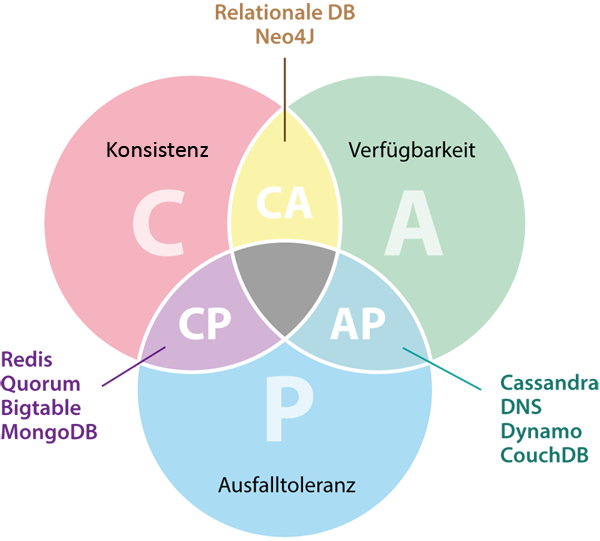 Relationale DB
Neo4J
Konsistenz
Verfügbarkeit
C
CA
A
CP
AP
Redis
Quorum
Bigtable
MongoDB
P
Cassandra
DNS
Dynamo
CouchDB
Ausfalltoleranz